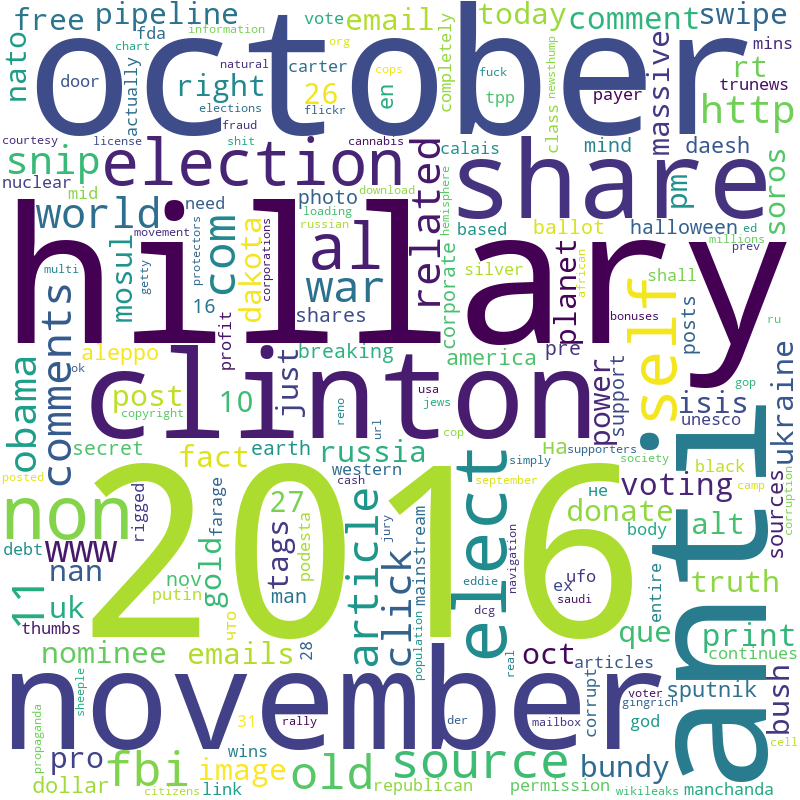 free pipeline vote information email today comment swipe
nato fda chart october org cops fuck newsthump massive mins
door actually natural carter completely tpp class rt trunews
right 26 en payer http
elections flickr
courtesy license fraud shit cannabis
snip election share calais mind daesh soros
nuclear mid need photo download related hemisphere pm
world protectors loading russian based ballot halloween ed
movement hillary millions prev
multi getty mosul com corporations al dakota war silver african planet self shall
16 shares corporate bonuses posts ru
obama comments aleppo profit breaking america pre power support isis ukraine
ok clinton usa gop unesco
post copyright 10 just reno url jews cop anti
secret fact earth russia western на supporters society black sources
posted 2016 simply не camp corruption
non rigged farage cash september elect voting
www gold tags 27 article mainstream donate alt
debt nan nov podesta click jury eddie navigation ex ufo body truth
11 uk putin что man dcg saudi entire
thumbs 28 population que print
nominee emails real oct articles continues
sheeple november der voter corrupt sputnik bush
31 rally mailbox gingrich god
propaganda pro fbi wins image old source bundy cell
dollar citizens link republican permission wikileaks manchanda